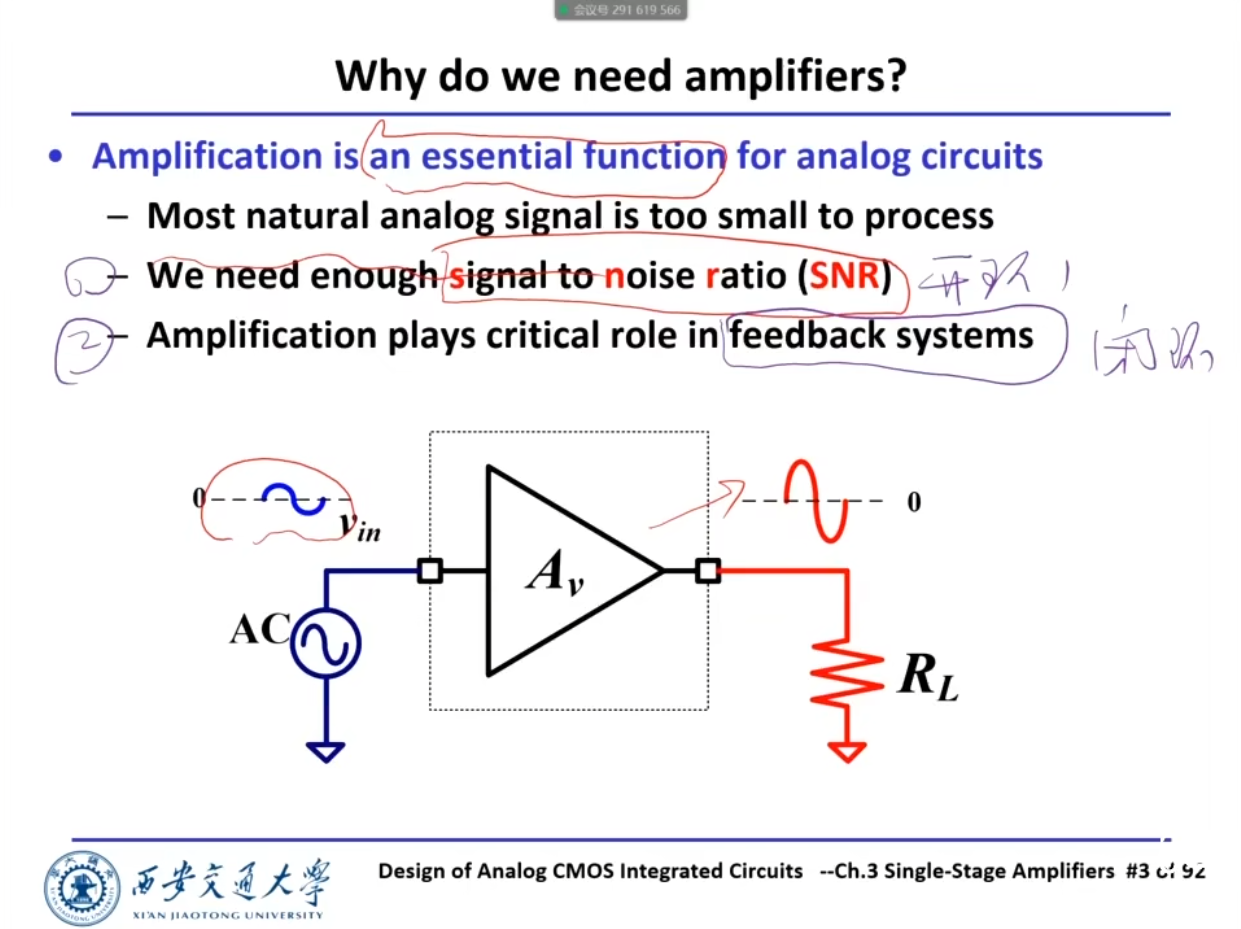 会议号 291 619 566
Why do we need amplifiers?
• Amplification is an essential function for analog circuits
– Most natural analog signal is too small to process
① – We need enough signal to noise ratio (SNR) 开环
② – Amplification plays critical role in feedback systems 闭环
0
v_in
0
A_v
AC
R_L
西安交通大学
XI'AN JIAOTONG UNIVERSITY
Design of Analog CMOS Integrated Circuits --Ch.3 Single-Stage Amplifiers #3 of 92